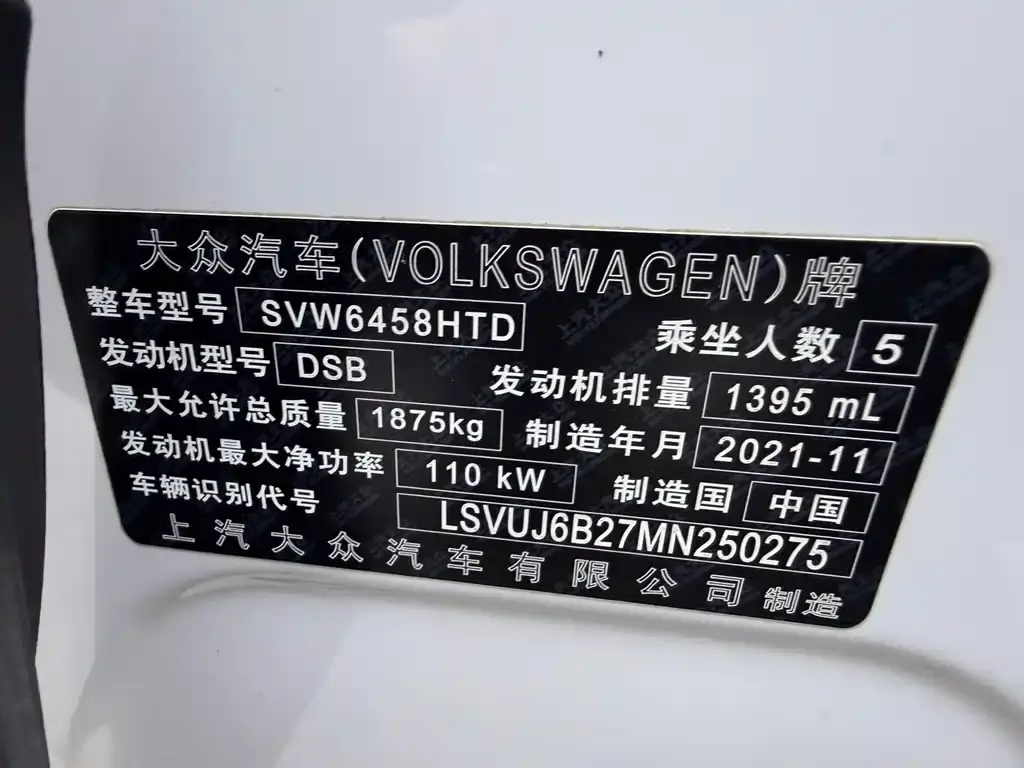 大众汽车(VOLKSWAGEN)牌
整车型号 SVW6458HTD 乘坐人数 5
发动机型号 DSB 发动机排量 1395 mL
最大允许总质量 1875kg 制造年月 2021-11
发动机最大净功率 110 kW 制造国 中国
车辆识别代号 LSVUJ6B27MN250275
上汽大众汽车有限公司 制造